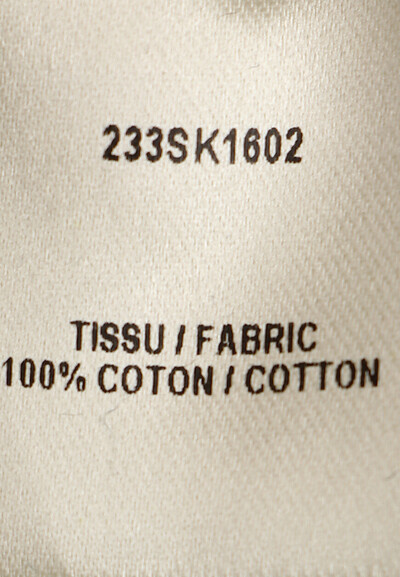 233SK1602
TISSU / FABRIC
100% COTON / COTTON